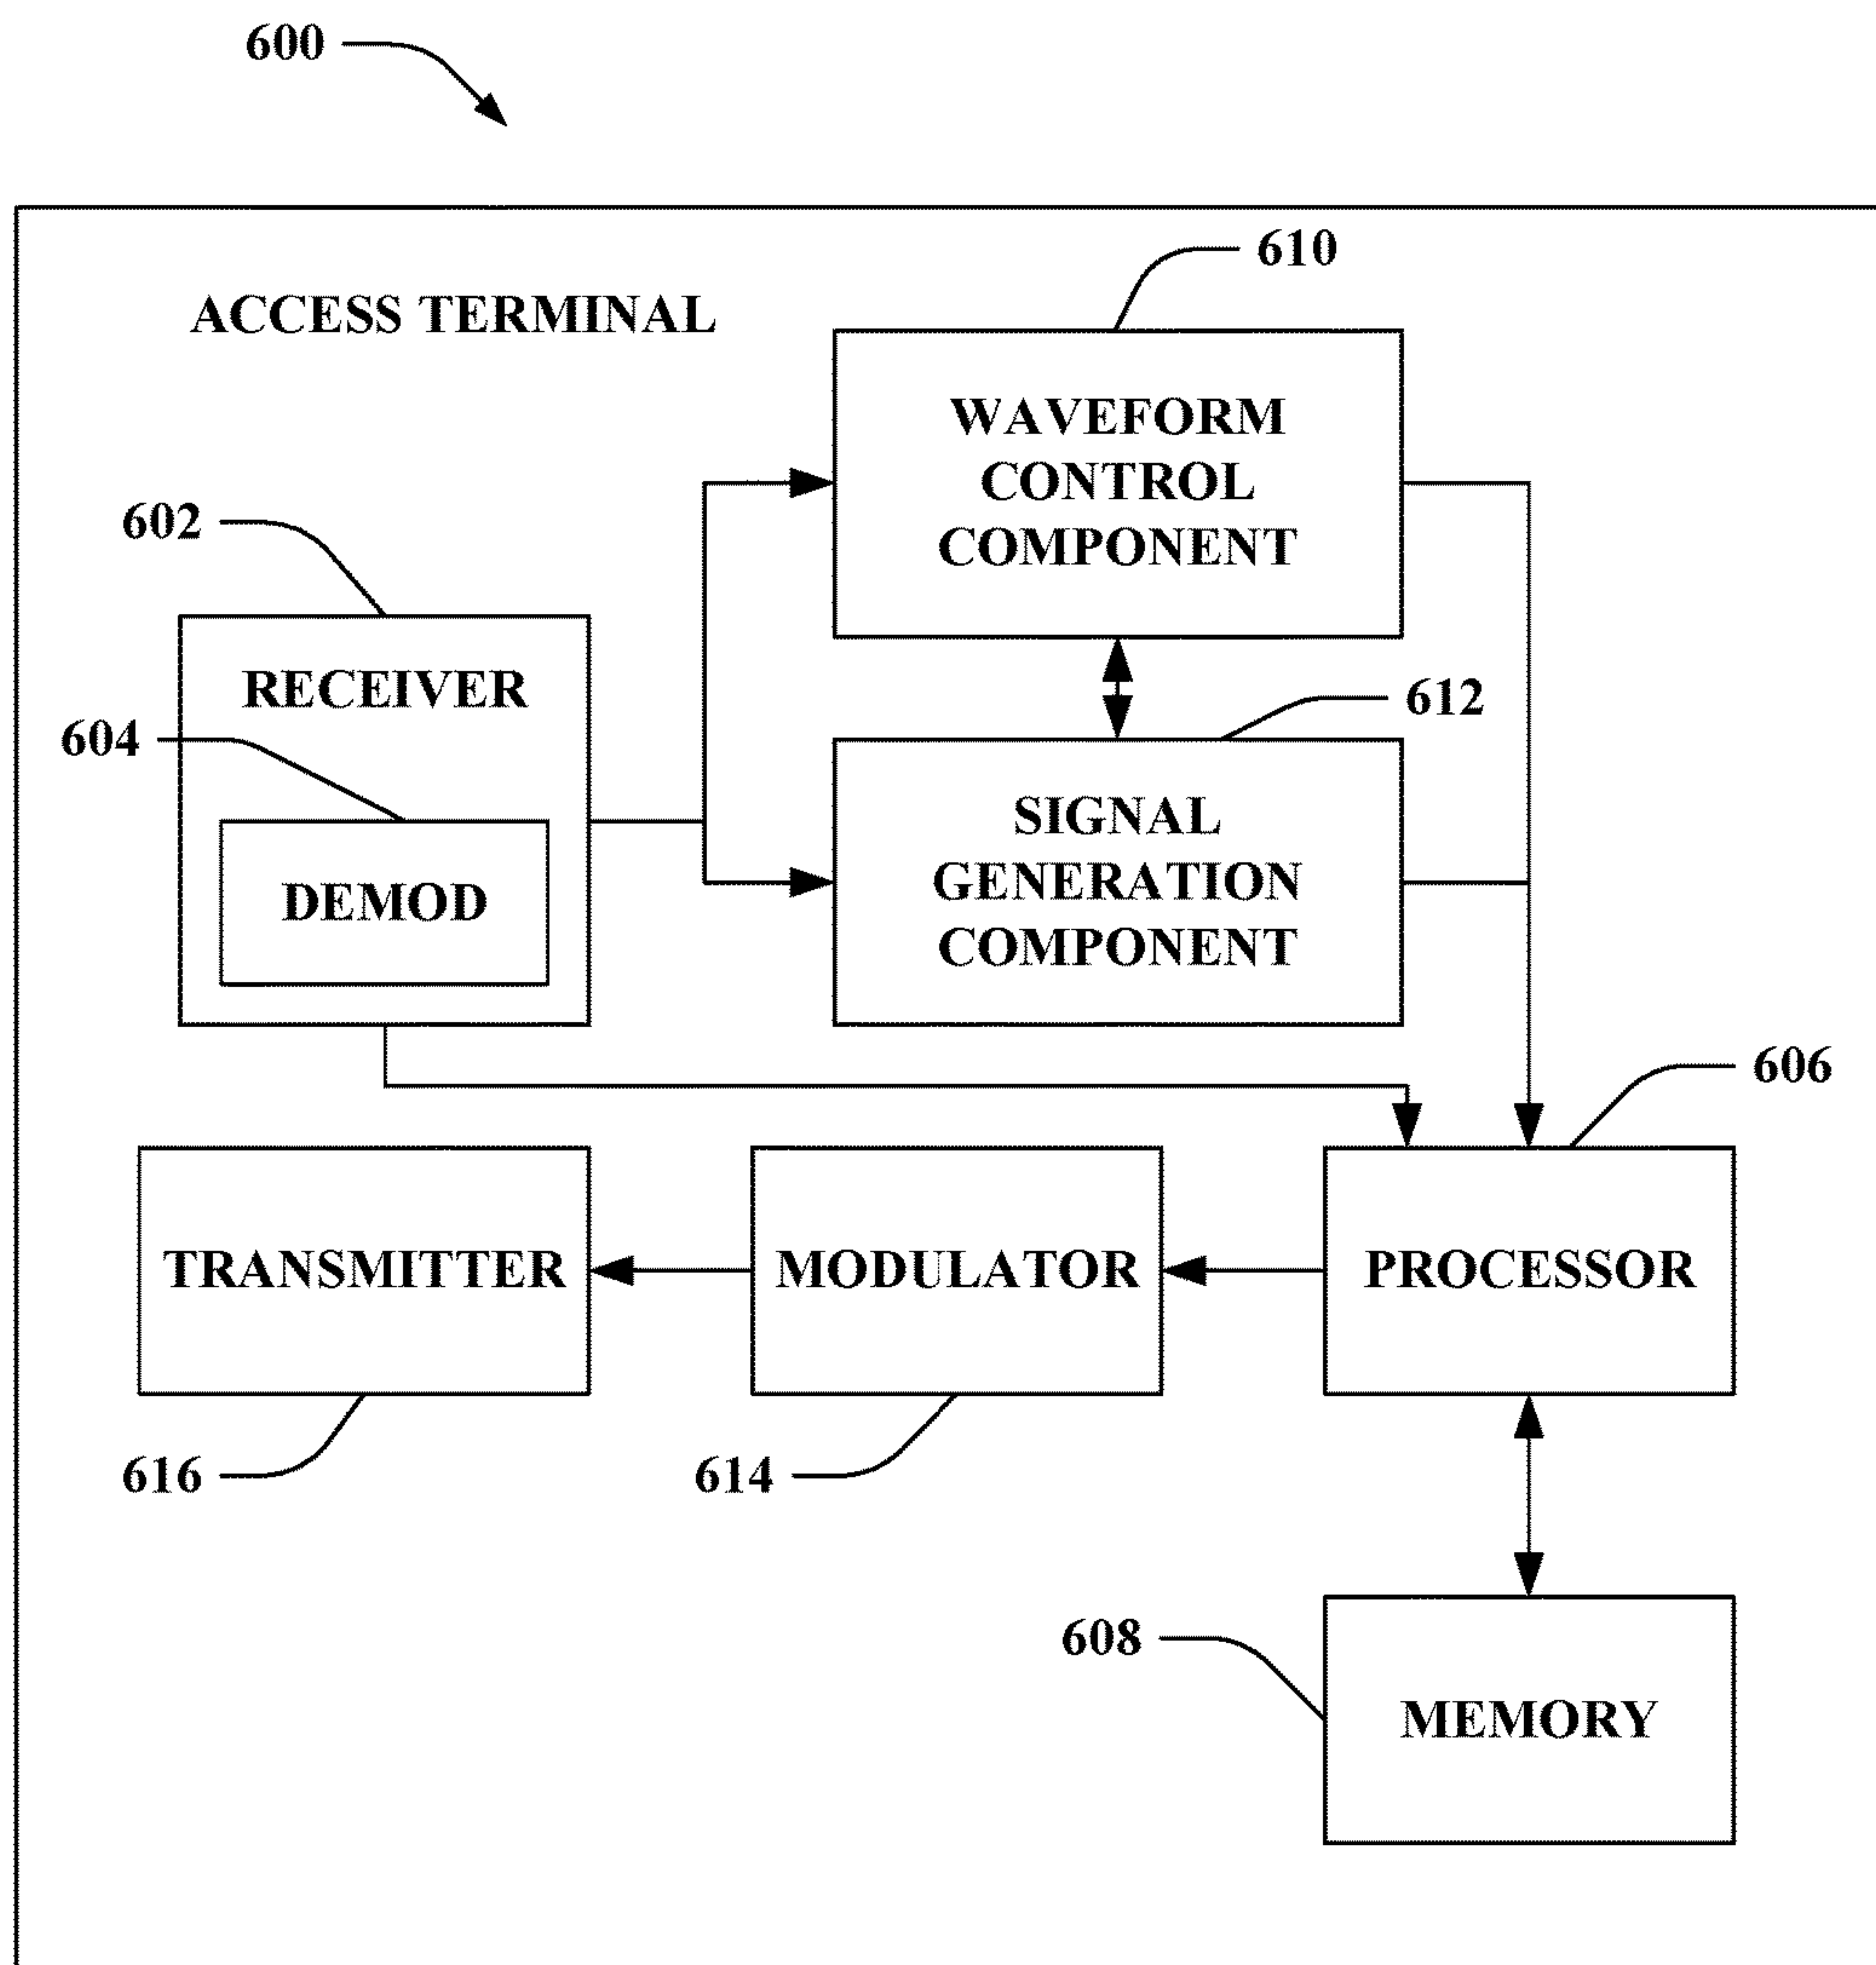 600
ACCESS TERMINAL
610
WAVEFORM
CONTROL
COMPONENT
602
RECEIVER
604
DEMOD
612
SIGNAL
GENERATION
COMPONENT
606
TRANSMITTER
MODULATOR
PROCESSOR
616
614
608
MEMORY